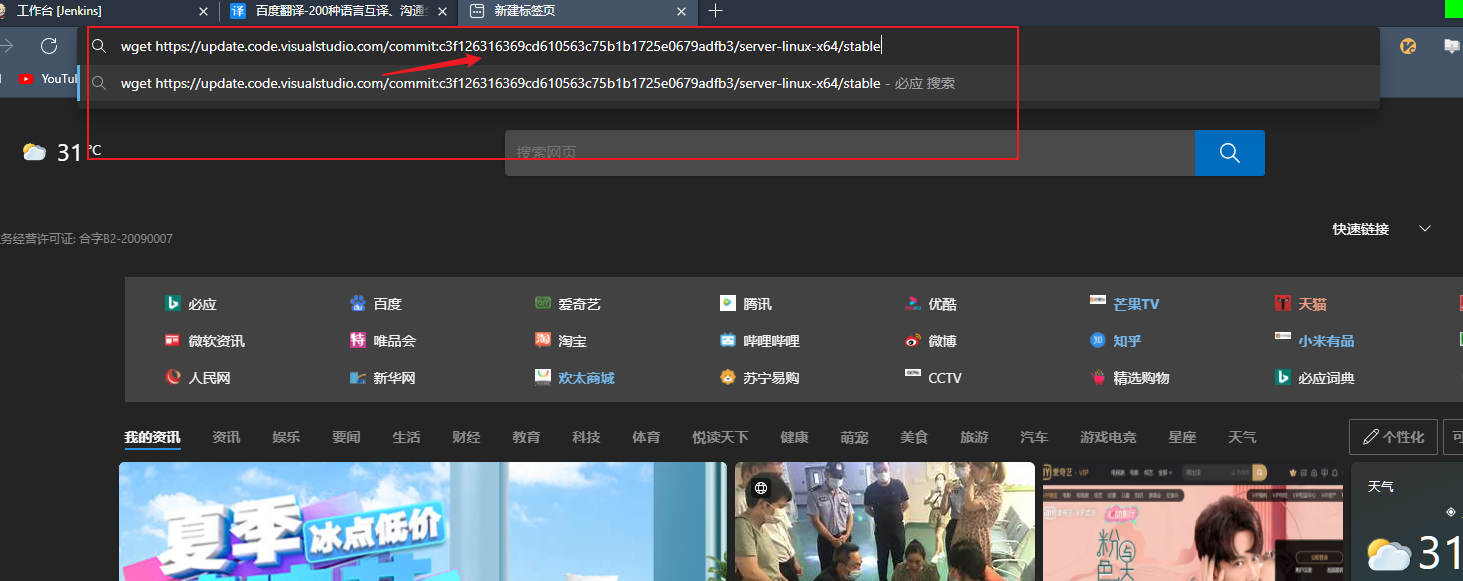 工作台 [Jenkins]
百度翻译-200种语言互译、沟通
新建标签页
wget https://update.code.visualstudio.com/commit:c3f126316369cd610563c75b1b1725e0679adfb3/server-linux-x64/stable
YouTu
wget https://update.code.visualstudio.com/commit:c3f126316369cd610563c75b1b1725e0679adfb3/server-linux-x64/stable - 必应 搜索
31 °C
搜索网页
务经营许可证: 合字B2-20090007
快速链接
必应 百度 爱奇艺 腾讯 优酷 芒果TV 天猫
微软资讯 唯品会 淘宝 哔哩哔哩 微博 知乎 小米有品
人民网 新华网 欢太商城 苏宁易购 CCTV 精选购物 必应词典
我的资讯 资讯 娱乐 要闻 生活 财经 教育 科技 体育 悦读天下 健康 萌宠 美食 旅游 汽车 游戏电竞 星座 天气
个性化
天气
夏季 冰点低价
31